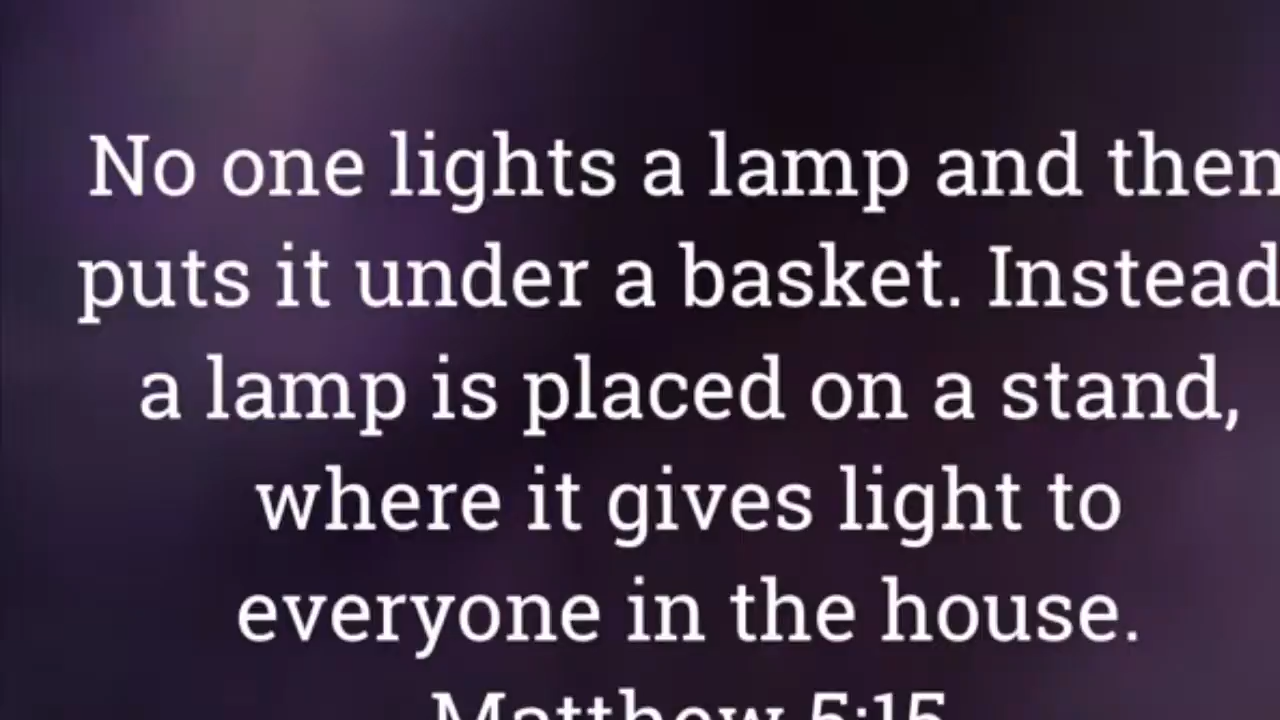 No one lights a lamp and then
puts it under a basket. Instead
a lamp is placed on a stand,
where it gives light to
everyone in the house.
Matthew 5:15